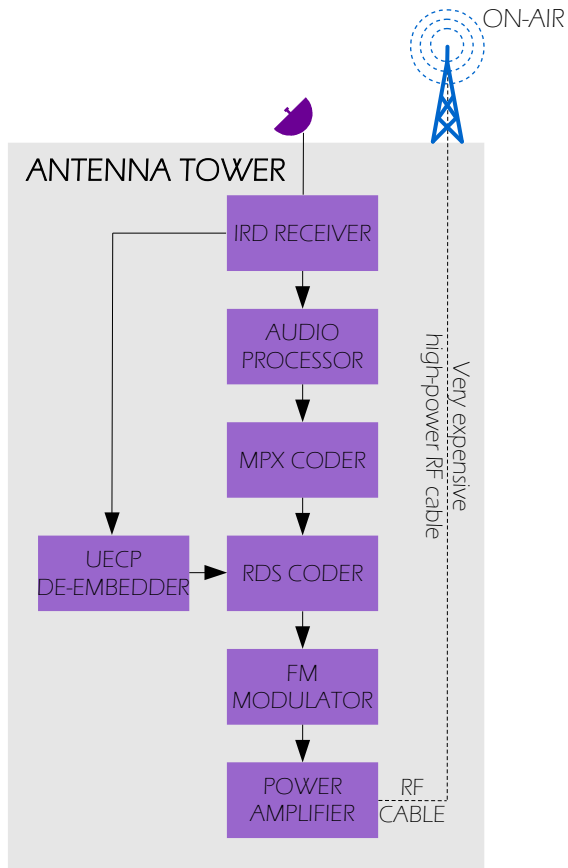 ON-AIR
ANTENNA TOWER
IRD RECEIVER
AUDIO
PROCESSOR
MPX CODER
Very expensive
high-power RF cable
UECP
DE-EMBEDDER
RDS CODER
FM
MODULATOR
POWER
AMPLIFIER
RF
CABLE